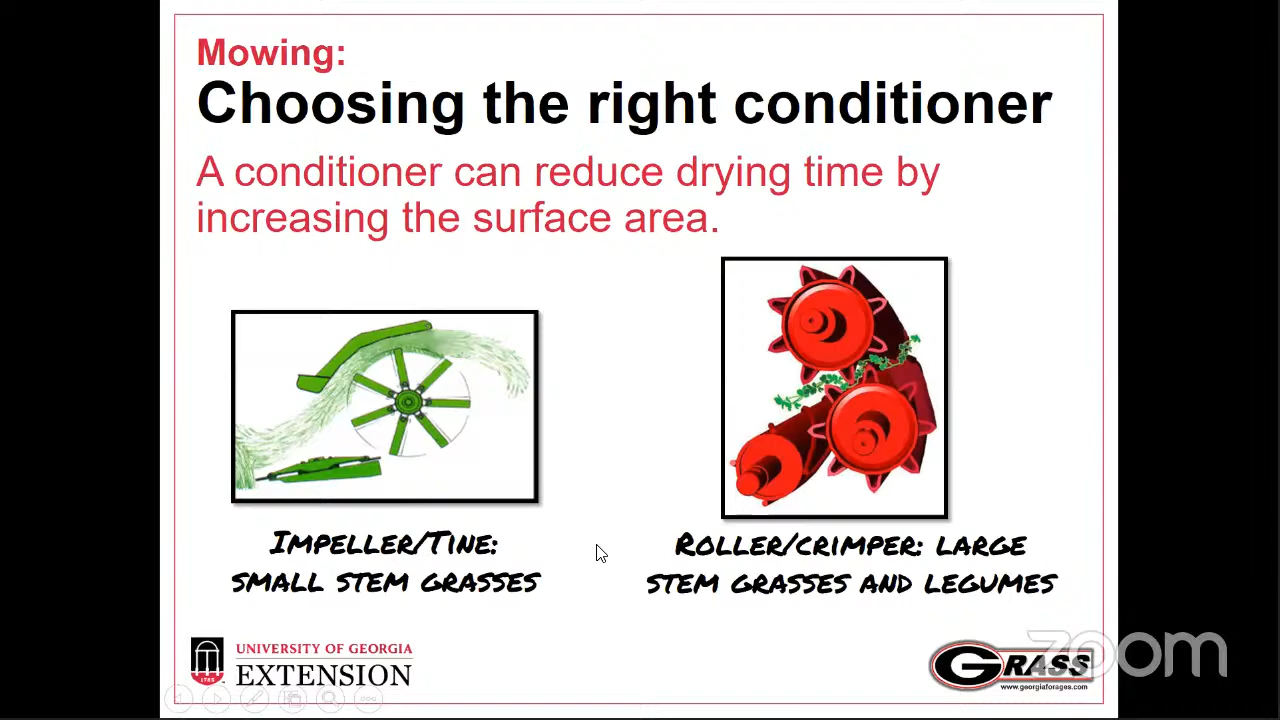 Mowing:
Choosing the right conditioner
A conditioner can reduce drying time by
increasing the surface area.
Impeller/Tine:
small stem grasses
Roller/crimper: large
stem grasses and legumes
1785
UNIVERSITY OF GEORGIA
EXTENSION
GRASS
www.georgiaforages.com
zoom